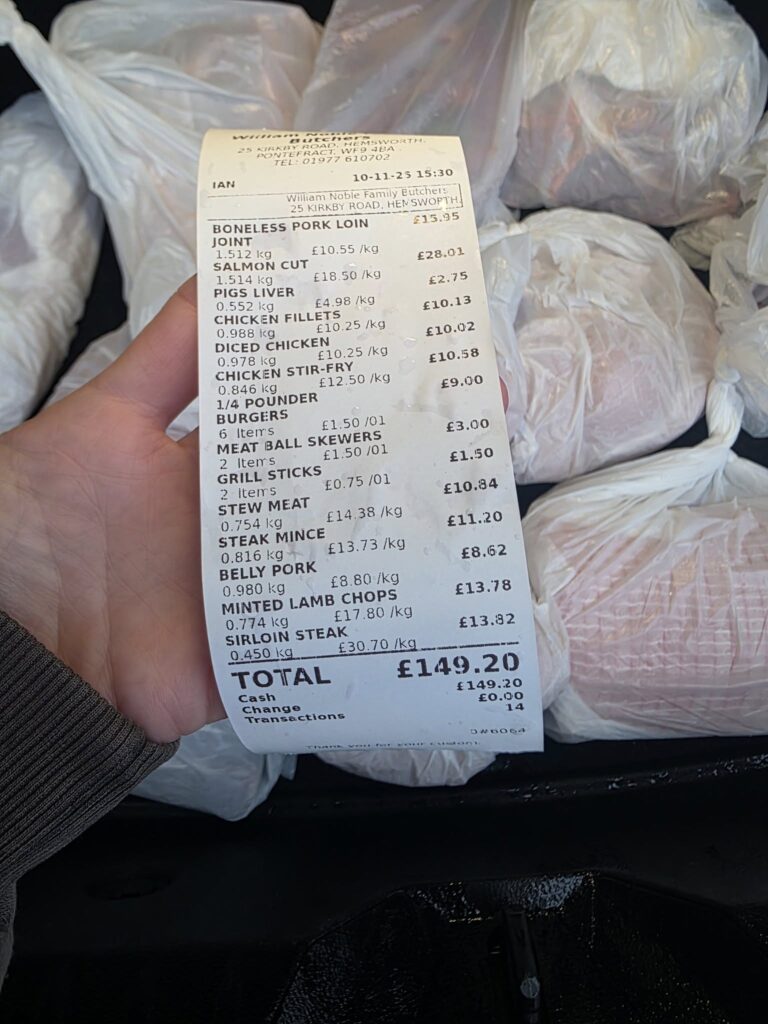 William Noble
Butchers
25 KIRKBY ROAD, HEMSWORTH,
PONTEFRACT, WF9 4BA
TEL: 01977 610702
IAN 10-11-25 15:30
William Noble Family Butchers
25 KIRKBY ROAD, HEMSWORTH,
BONELESS PORK LOIN £15.95
JOINT
1.512 kg £10.55 /kg
SALMON CUT £28.01
1.514 kg £18.50 /kg
PIGS LIVER £2.75
0.552 kg £4.98 /kg
CHICKEN FILLETS £10.13
0.988 kg £10.25 /kg
DICED CHICKEN £10.02
0.978 kg £10.25 /kg
CHICKEN STIR-FRY £10.58
0.846 kg £12.50 /kg
1/4 POUNDER £9.00
BURGERS
6 Items £1.50 /01
MEAT BALL SKEWERS £3.00
2 Items £1.50 /01
GRILL STICKS £1.50
2 Items £0.75 /01
STEW MEAT £10.84
0.754 kg £14.38 /kg
STEAK MINCE £11.20
0.816 kg £13.73 /kg
BELLY PORK £8.62
0.980 kg £8.80 /kg
MINTED LAMB CHOPS £13.78
0.774 kg £17.80 /kg
SIRLOIN STEAK £13.82
0.450 kg £30.70 /kg
TOTAL £149.20
Cash £149.20
Change £0.00
Transactions 14
Thank you for your custom.